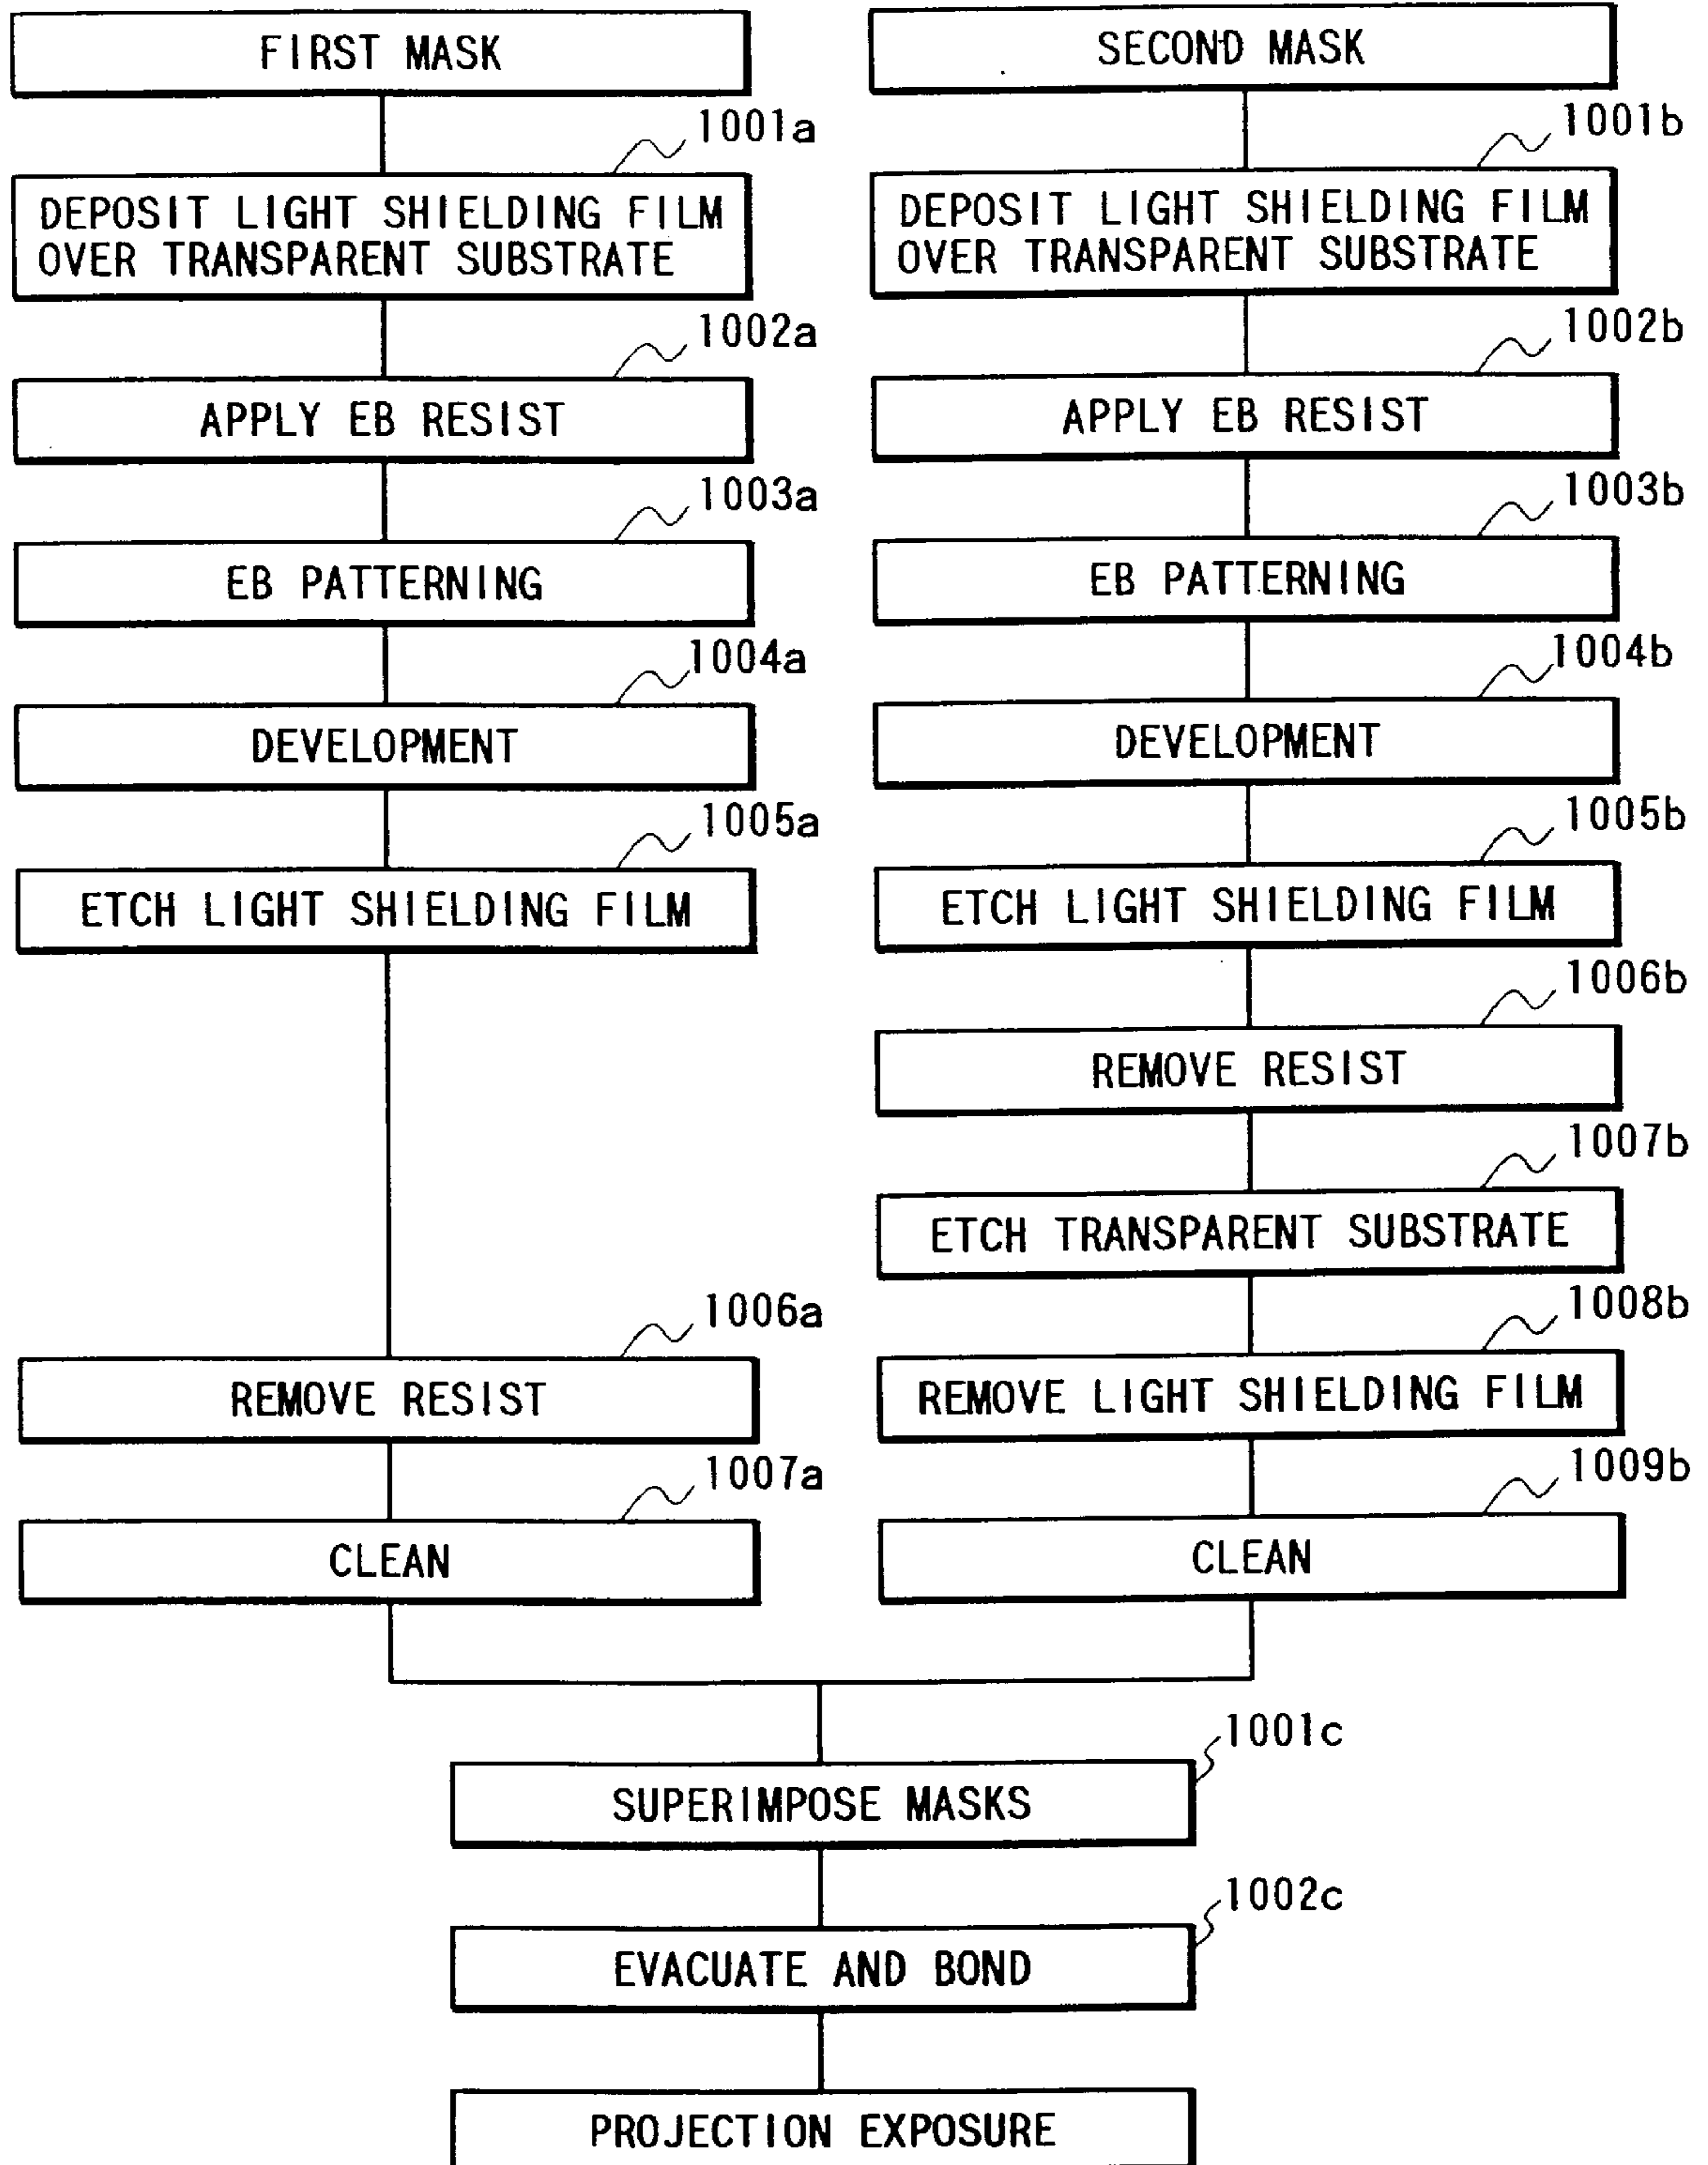 FIRST MASK
1001a
DEPOSIT LIGHT SHIELDING FILM
OVER TRANSPARENT SUBSTRATE
1002a
APPLY EB RESIST
1003a
EB PATTERNING
1004a
DEVELOPMENT
1005a
ETCH LIGHT SHIELDING FILM
1006a
REMOVE RESIST
1007a
CLEAN
SECOND MASK
1001b
DEPOSIT LIGHT SHIELDING FILM
OVER TRANSPARENT SUBSTRATE
1002b
APPLY EB RESIST
1003b
EB PATTERNING
1004b
DEVELOPMENT
1005b
ETCH LIGHT SHIELDING FILM
1006b
REMOVE RESIST
1007b
ETCH TRANSPARENT SUBSTRATE
1008b
REMOVE LIGHT SHIELDING FILM
1009b
CLEAN
1001c
SUPERIMPOSE MASKS
1002c
EVACUATE AND BOND
PROJECTION EXPOSURE